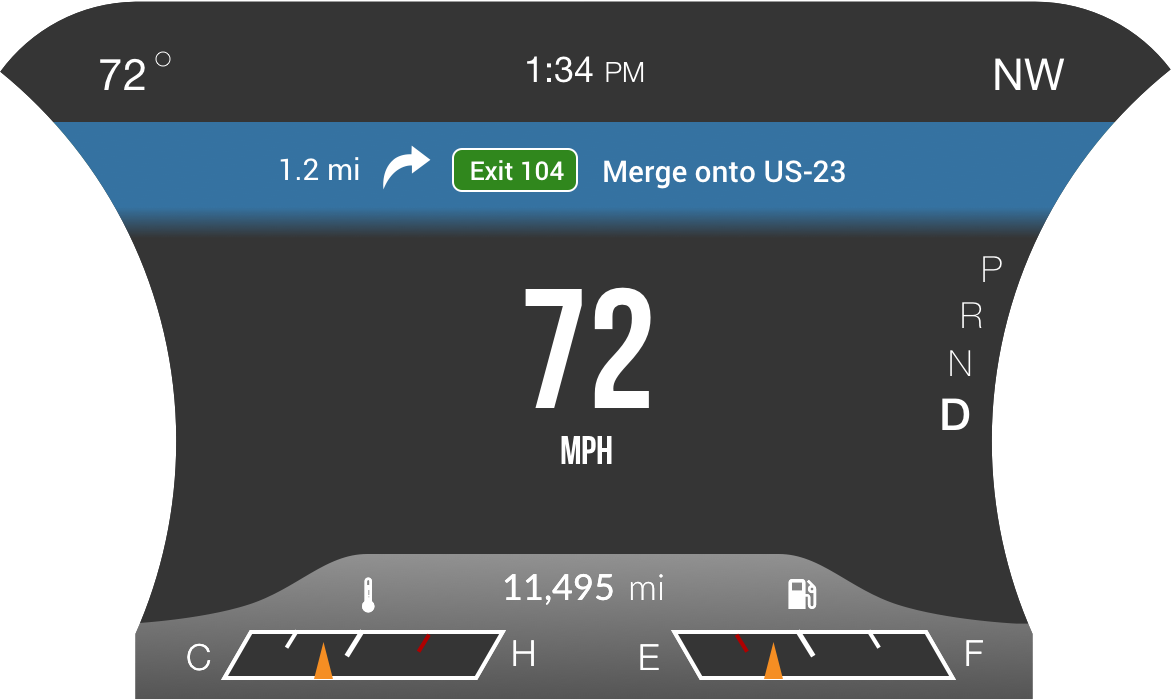 72° 1:34 PM NW
1.2 mi Exit 104 Merge onto US-23
P
R
72
N
D
MPH
11,495 mi
C H E F